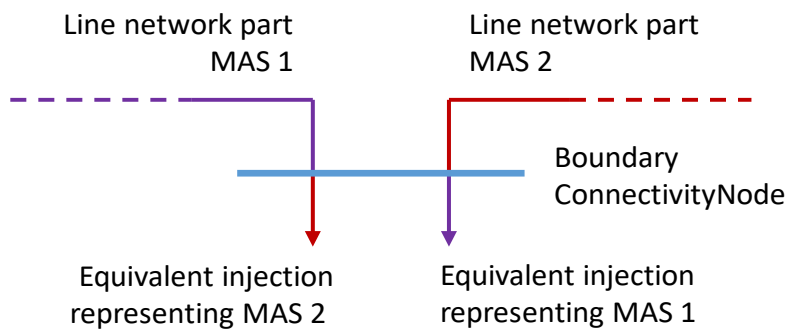 Line network part
MAS 1
Line network part
MAS 2
Boundary
ConnectivityNode
Equivalent injection
representing MAS 2
Equivalent injection
representing MAS 1